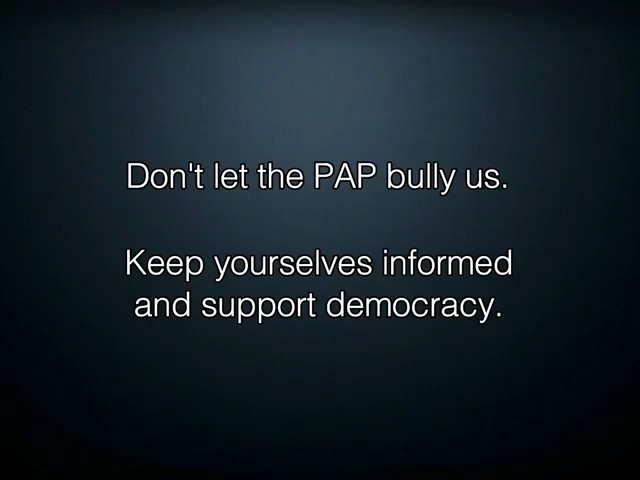 Don't let the PAP bully us.
Keep yourselves informed
and support democracy.